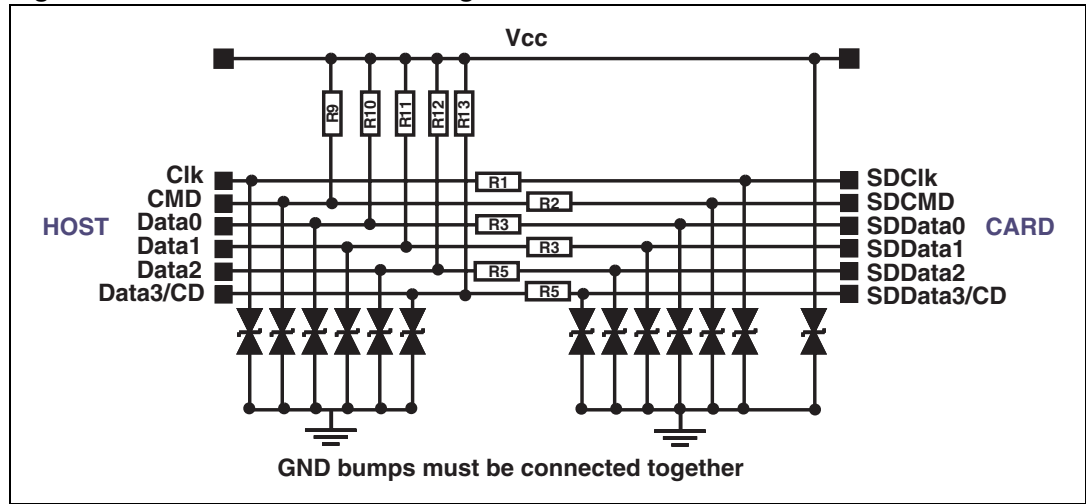 Vcc
R9
R10
R11
R12
R13
Clk
R1
SDClk
CMD
R2
SDCMD
HOST
Data0
R3
SDData0
CARD
Data1
R3
SDData1
Data2
R5
SDData2
Data3/CD
R5
SDData3/CD
GND bumps must be connected together